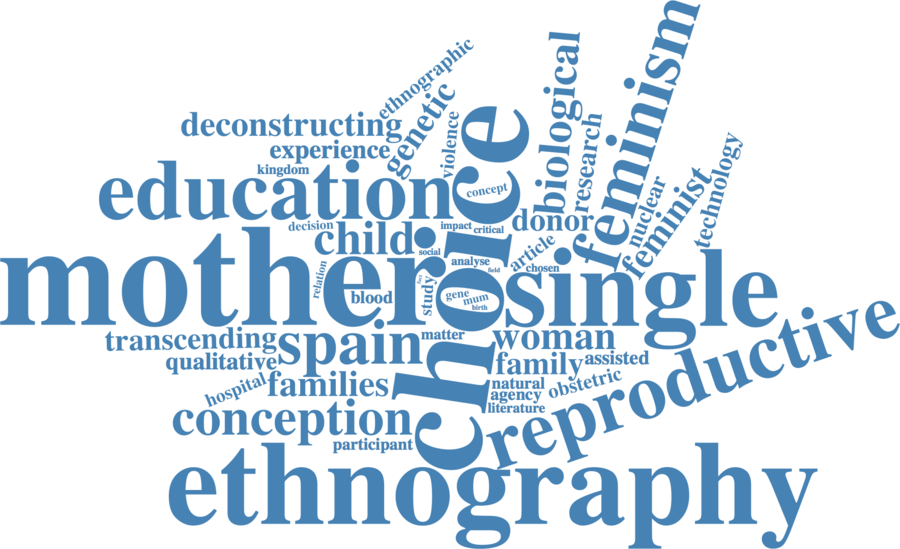 feminism
biological
ethnographic
genetic
choice
deconstructing
violence
research
experience
technology
kingdom
education
concept
feminist
nuclear
donor
decision
child
impact
critical
article
social
mother
relation
analyse
field
chosen
single
blood
study
gene
mum
birth
reproductive
transcending
spain
matter
woman
qualitative
family
assisted
hospital
families
natural
obstetric
agency
conception
literature
participant
ethnography